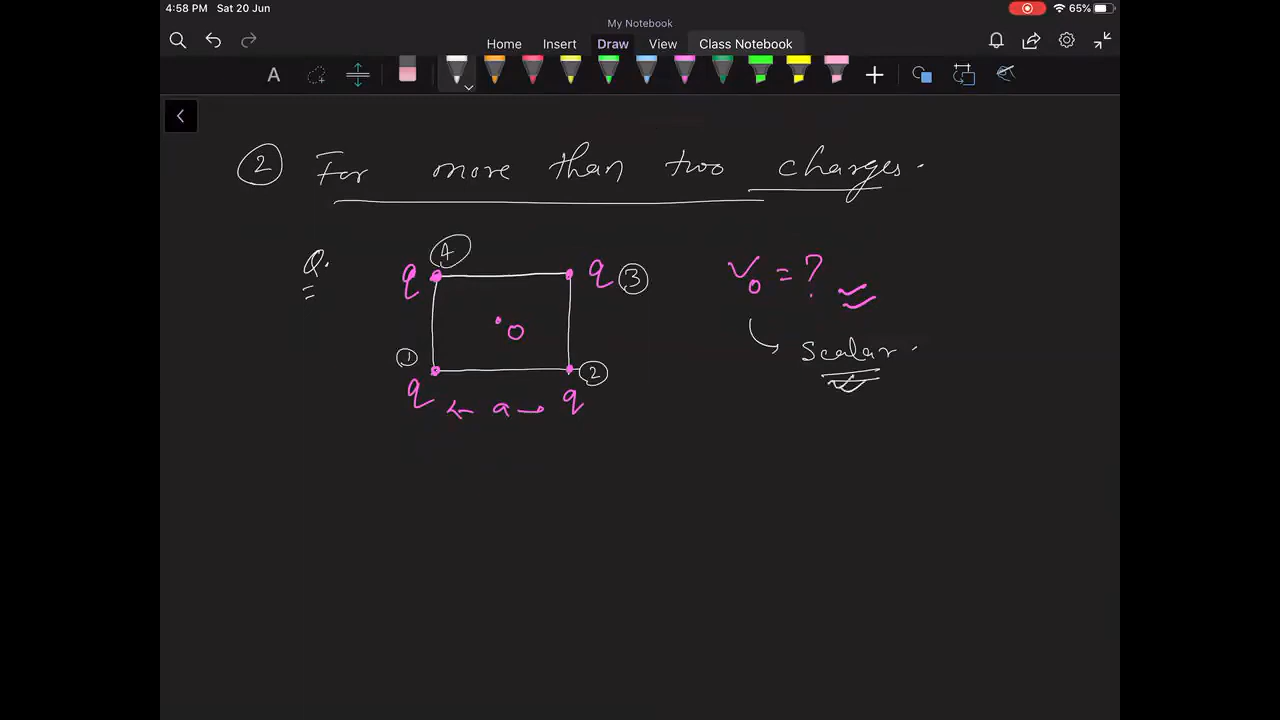 4:58 PM Sat 20 Jun
65%
My Notebook
Home Insert Draw View Class Notebook
A
② For more than two charges.
Q.
④
q
q ③
V₀ = ?
O
scalar.
①
②
q ← a → q